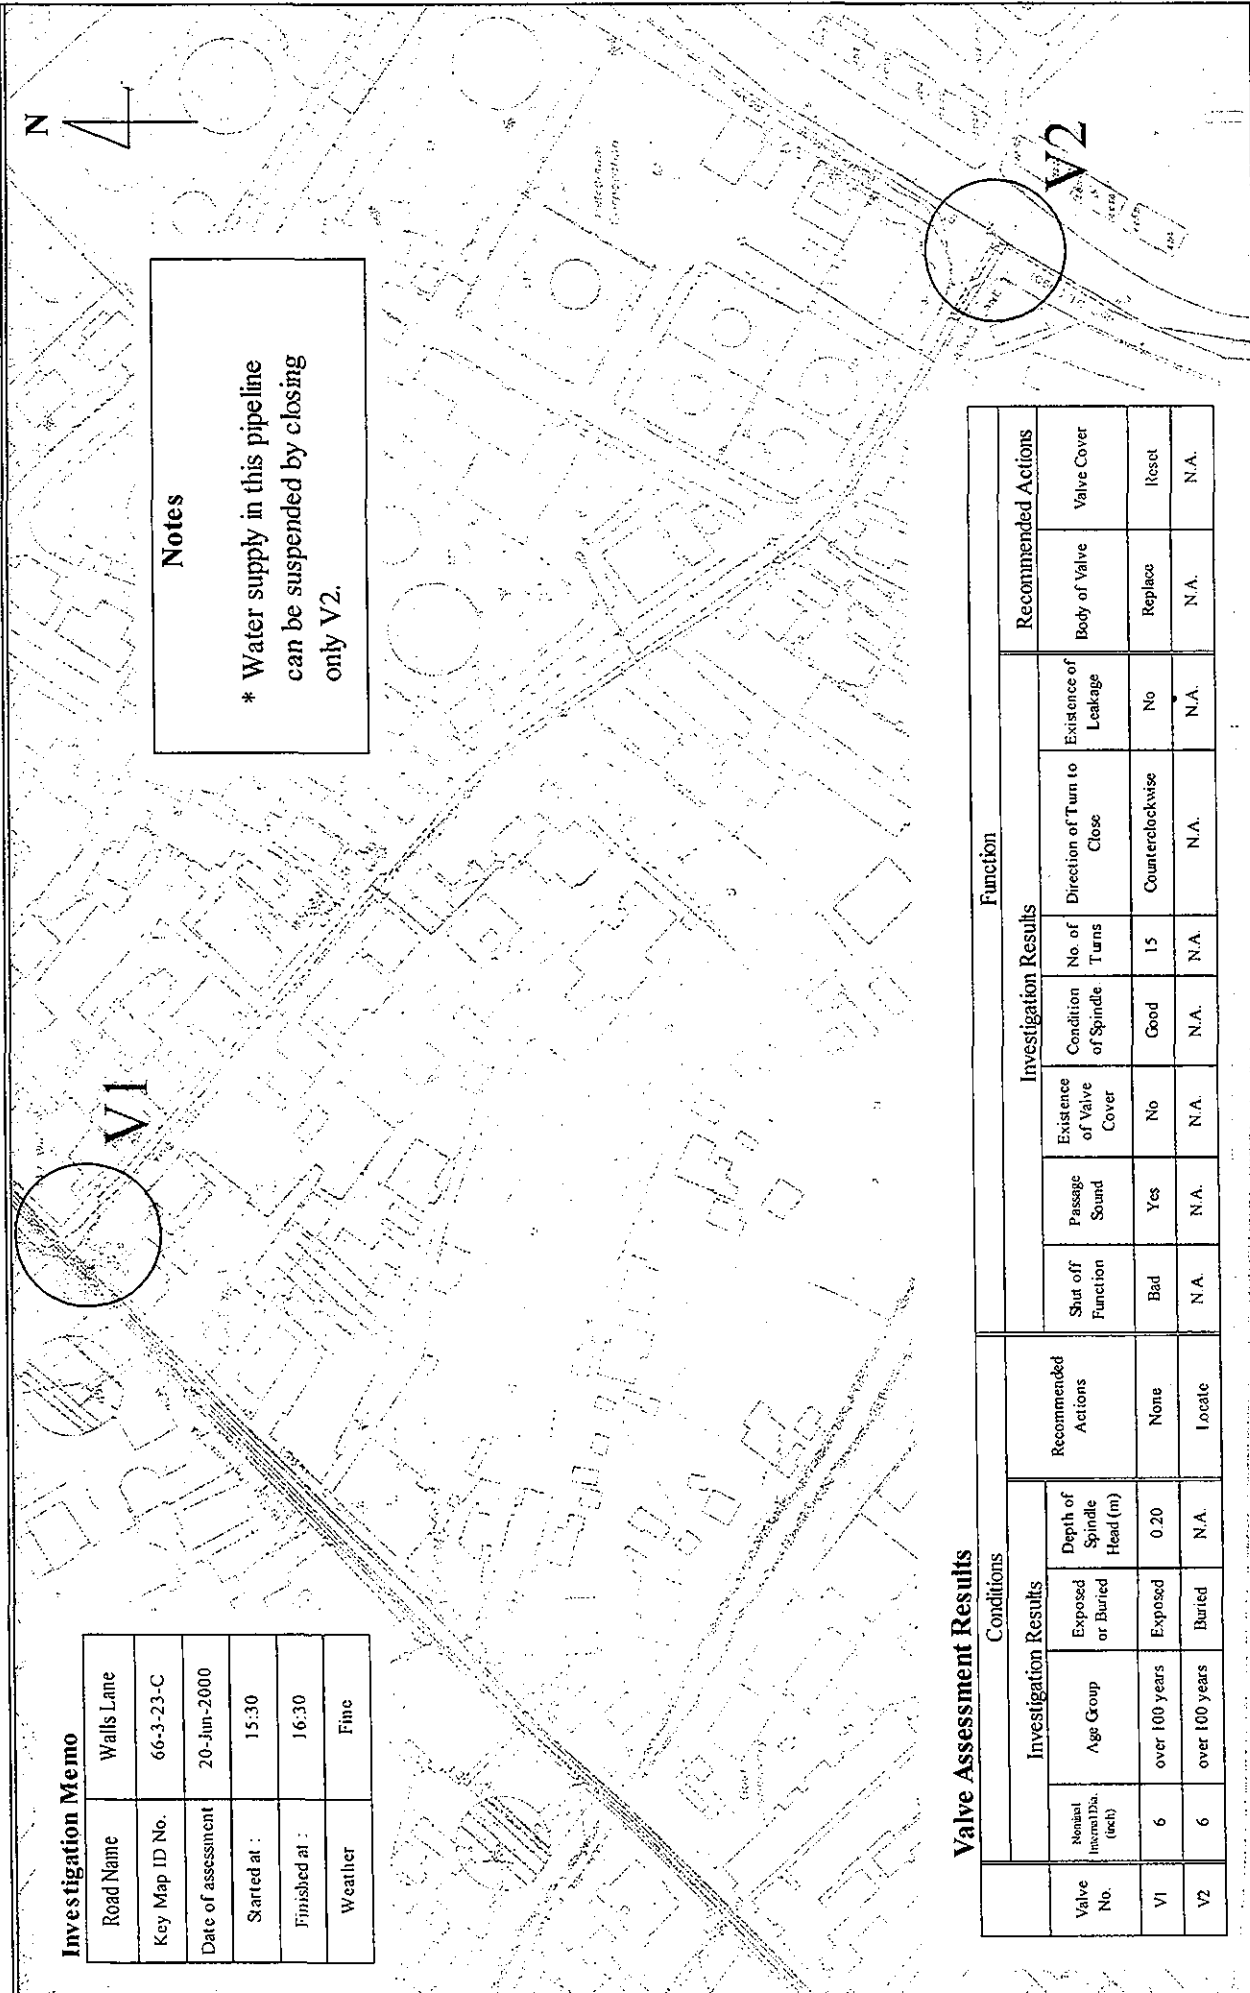 Investigation Memo
Road Name Walls Lane
Key Map ID No. 66-3-23-C
Date of assessment 20-Jun-2000
Started at : 15:30
Finished at : 16:30
Weather Fine
V1
Notes
* Water supply in this pipeline
can be suspended by closing
only V2.
N
V2
Corporation
Valve Assessment Results
Conditions Function
Investigation Results Recommended Actions Investigation Results Recommended Actions
Valve No. Nominal Internal Dia. (inch) Age Group Exposed or Buried Depth of Spindle Head (m) Shut off Function Passage Sound Existence of Valve Cover Condition of Spindle No. of Turns Direction of Turn to Close Existence of Leakage Body of Valve Valve Cover
V1 6 over 100 years Exposed 0.20 None Bad Yes No Good 15 Counterclockwise No Replace Reset
V2 6 over 100 years Buried N.A. Locate N.A. N.A. N.A. N.A. N.A. N.A. N.A. N.A. N.A.